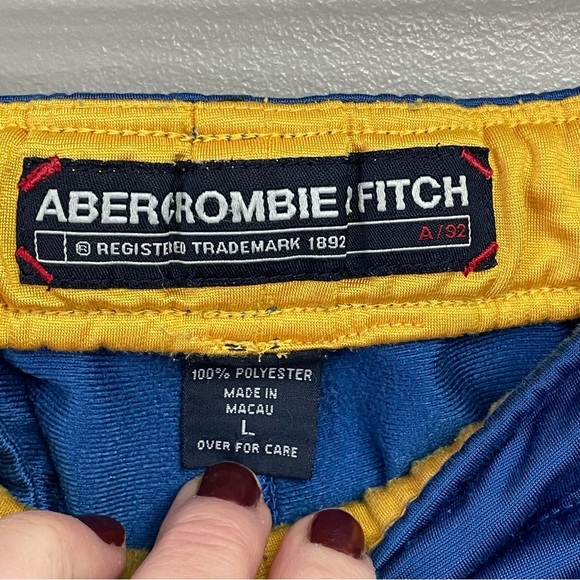 ABERCROMBIE & FITCH
® REGISTERED TRADEMARK 1892 A/92
100% POLYESTER
MADE IN
MACAU
L
OVER FOR CARE